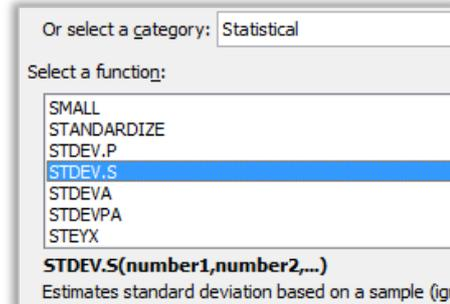 Or select a category: Statistical
Select a function:
SMALL
STANDARDIZE
STDEV.P
STDEV.S
STDEVA
STDEVPA
STEYX
STDEV.S(number1,number2,...)
Estimates standard deviation based on a sample